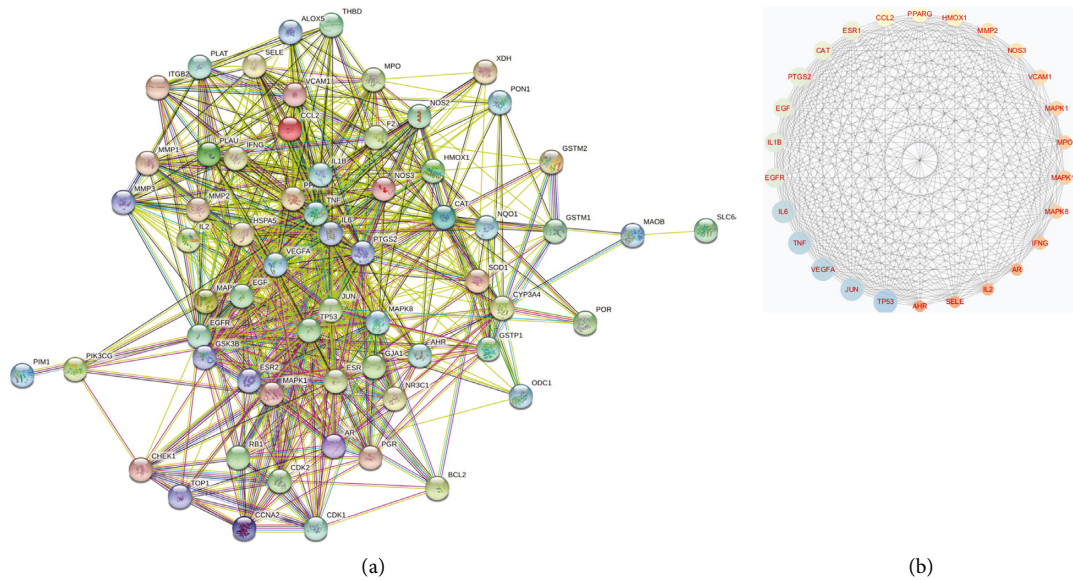 THBD
ALOX5
PLAT
SELE
XDH
ITGB2
MPO
VCAM1
PON1
NOS2
CCL2
F2
PLAU
IFNG
MMP1
IL1B
HMOX1
GSTM2
NOS3
MMP3
MMP2
TNF
CAT
NQO1
GSTM1
IL6
HSPA5
MAOB
SLC6
IL2
PTGS2
VEGFA
SOD1
EGF
JUN
CYP3A4
TP53
MAPK8
POR
EGFR
GSK3B
AHR
GSTP1
PIM1
PIK3CG
GJA1
ESR2
MAPK1
ESR
NR3C1
ODC1
AR
RB1
PGR
CHEK1
CDK2
BCL2
TOP1
CCNA2
CDK1
(a)
PPARG
CCL2
HMOX1
ESR1
MMP2
CAT
NOS3
PTGS2
VCAM1
EGF
MAPK1
IL1B
MPO
EGFR
MAPK1
IL6
MAPK8
TNF
IFNG
VEGFA
AR
JUN
IL2
TP53
AHR
SELE
(b)